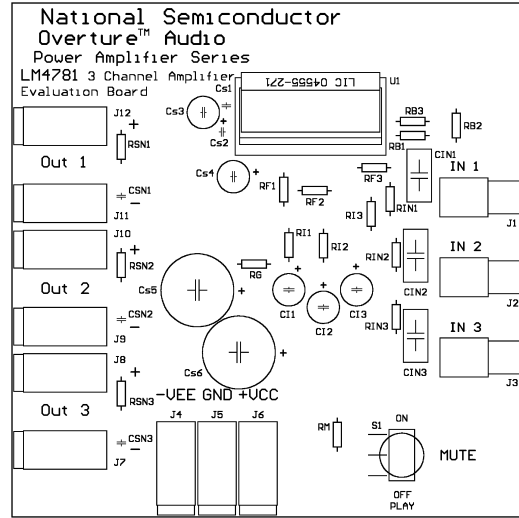 National Semiconductor
Overture™ Audio
Power Amplifier Series
LM4781 3 Channel Amplifier
Evaluation Board
LIC 04555-271
U1
Cs1
Cs3
Cs2
Cs4
J12
+
RSN1
Out 1
CSN1
−
J11
RB3
RB1
RB2
CIN1
IN 1
J1
RF1
RF2
RF3
RI3
RIN1
J10
+
RSN2
Out 2
CSN2
−
J9
Cs5
+
RG
RI1
RI2
CI1
CI2
CI3
RIN2
CIN2
IN 2
J2
J8
+
RSN3
Out 3
CSN3
−
J7
Cs6
+
RIN3
CIN3
IN 3
J3
-VEE GND +VCC
J4 J5 J6
RM
S1
ON
MUTE
OFF
PLAY